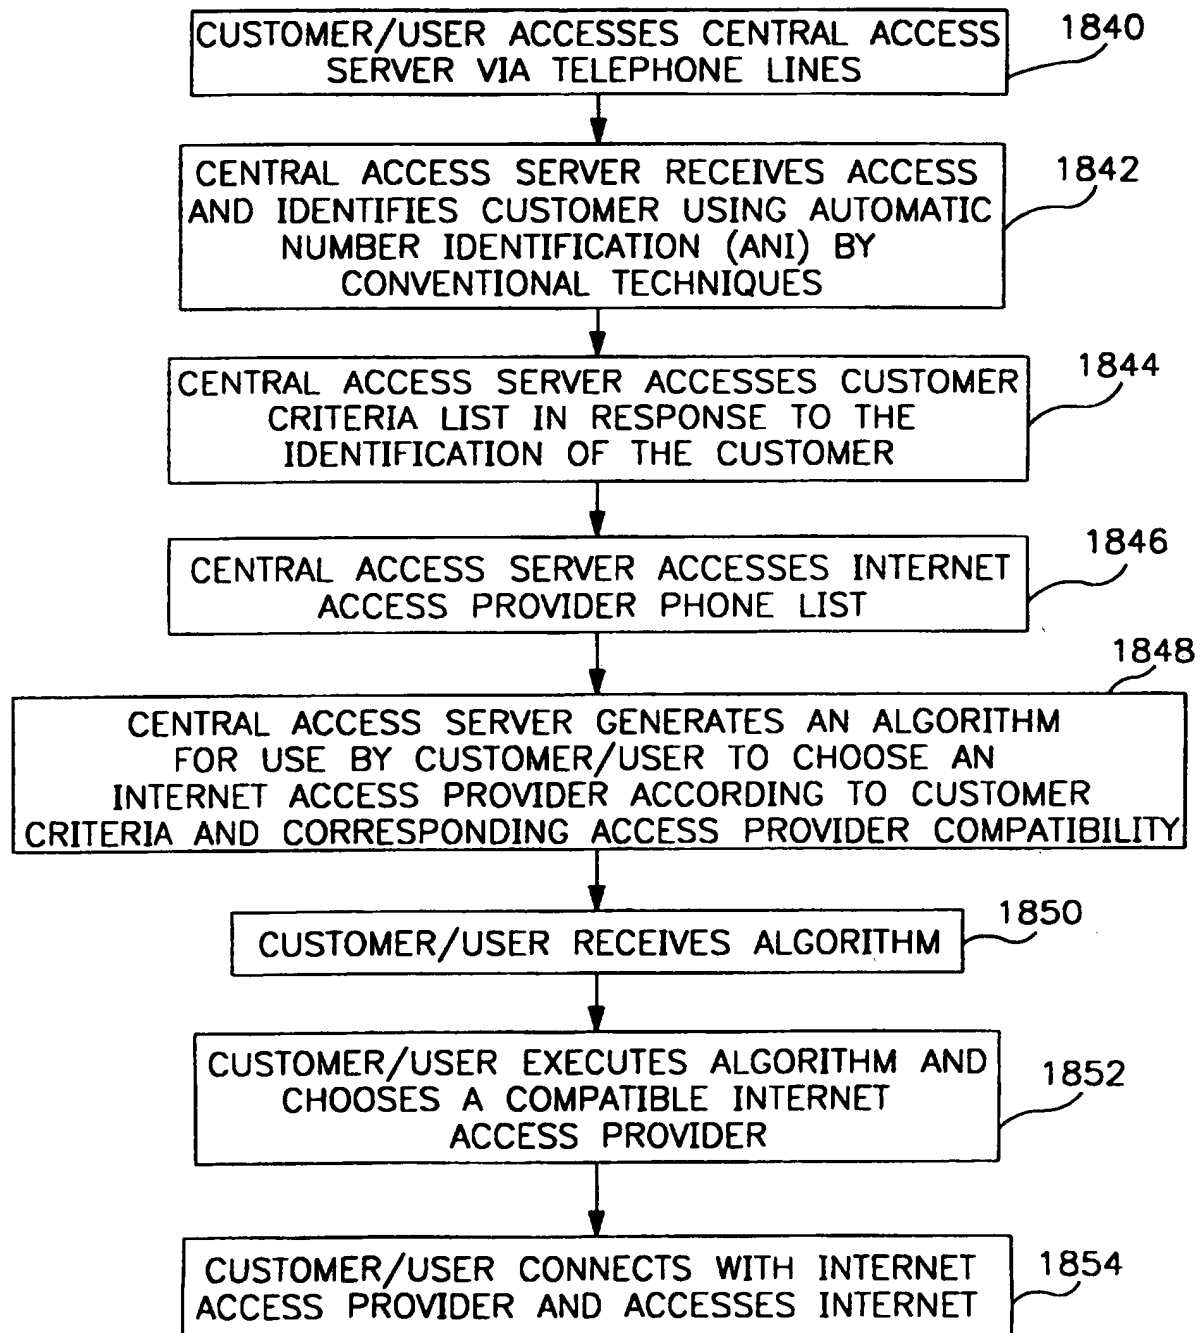 CUSTOMER/USER ACCESSES CENTRAL ACCESS
SERVER VIA TELEPHONE LINES
1840
CENTRAL ACCESS SERVER RECEIVES ACCESS
AND IDENTIFIES CUSTOMER USING AUTOMATIC
NUMBER IDENTIFICATION (ANI) BY
CONVENTIONAL TECHNIQUES
1842
CENTRAL ACCESS SERVER ACCESSES CUSTOMER
CRITERIA LIST IN RESPONSE TO THE
IDENTIFICATION OF THE CUSTOMER
1844
CENTRAL ACCESS SERVER ACCESSES INTERNET
ACCESS PROVIDER PHONE LIST
1846
CENTRAL ACCESS SERVER GENERATES AN ALGORITHM
FOR USE BY CUSTOMER/USER TO CHOOSE AN
INTERNET ACCESS PROVIDER ACCORDING TO CUSTOMER
CRITERIA AND CORRESPONDING ACCESS PROVIDER COMPATIBILITY
1848
CUSTOMER/USER RECEIVES ALGORITHM
1850
CUSTOMER/USER EXECUTES ALGORITHM AND
CHOOSES A COMPATIBLE INTERNET
ACCESS PROVIDER
1852
CUSTOMER/USER CONNECTS WITH INTERNET
ACCESS PROVIDER AND ACCESSES INTERNET
1854